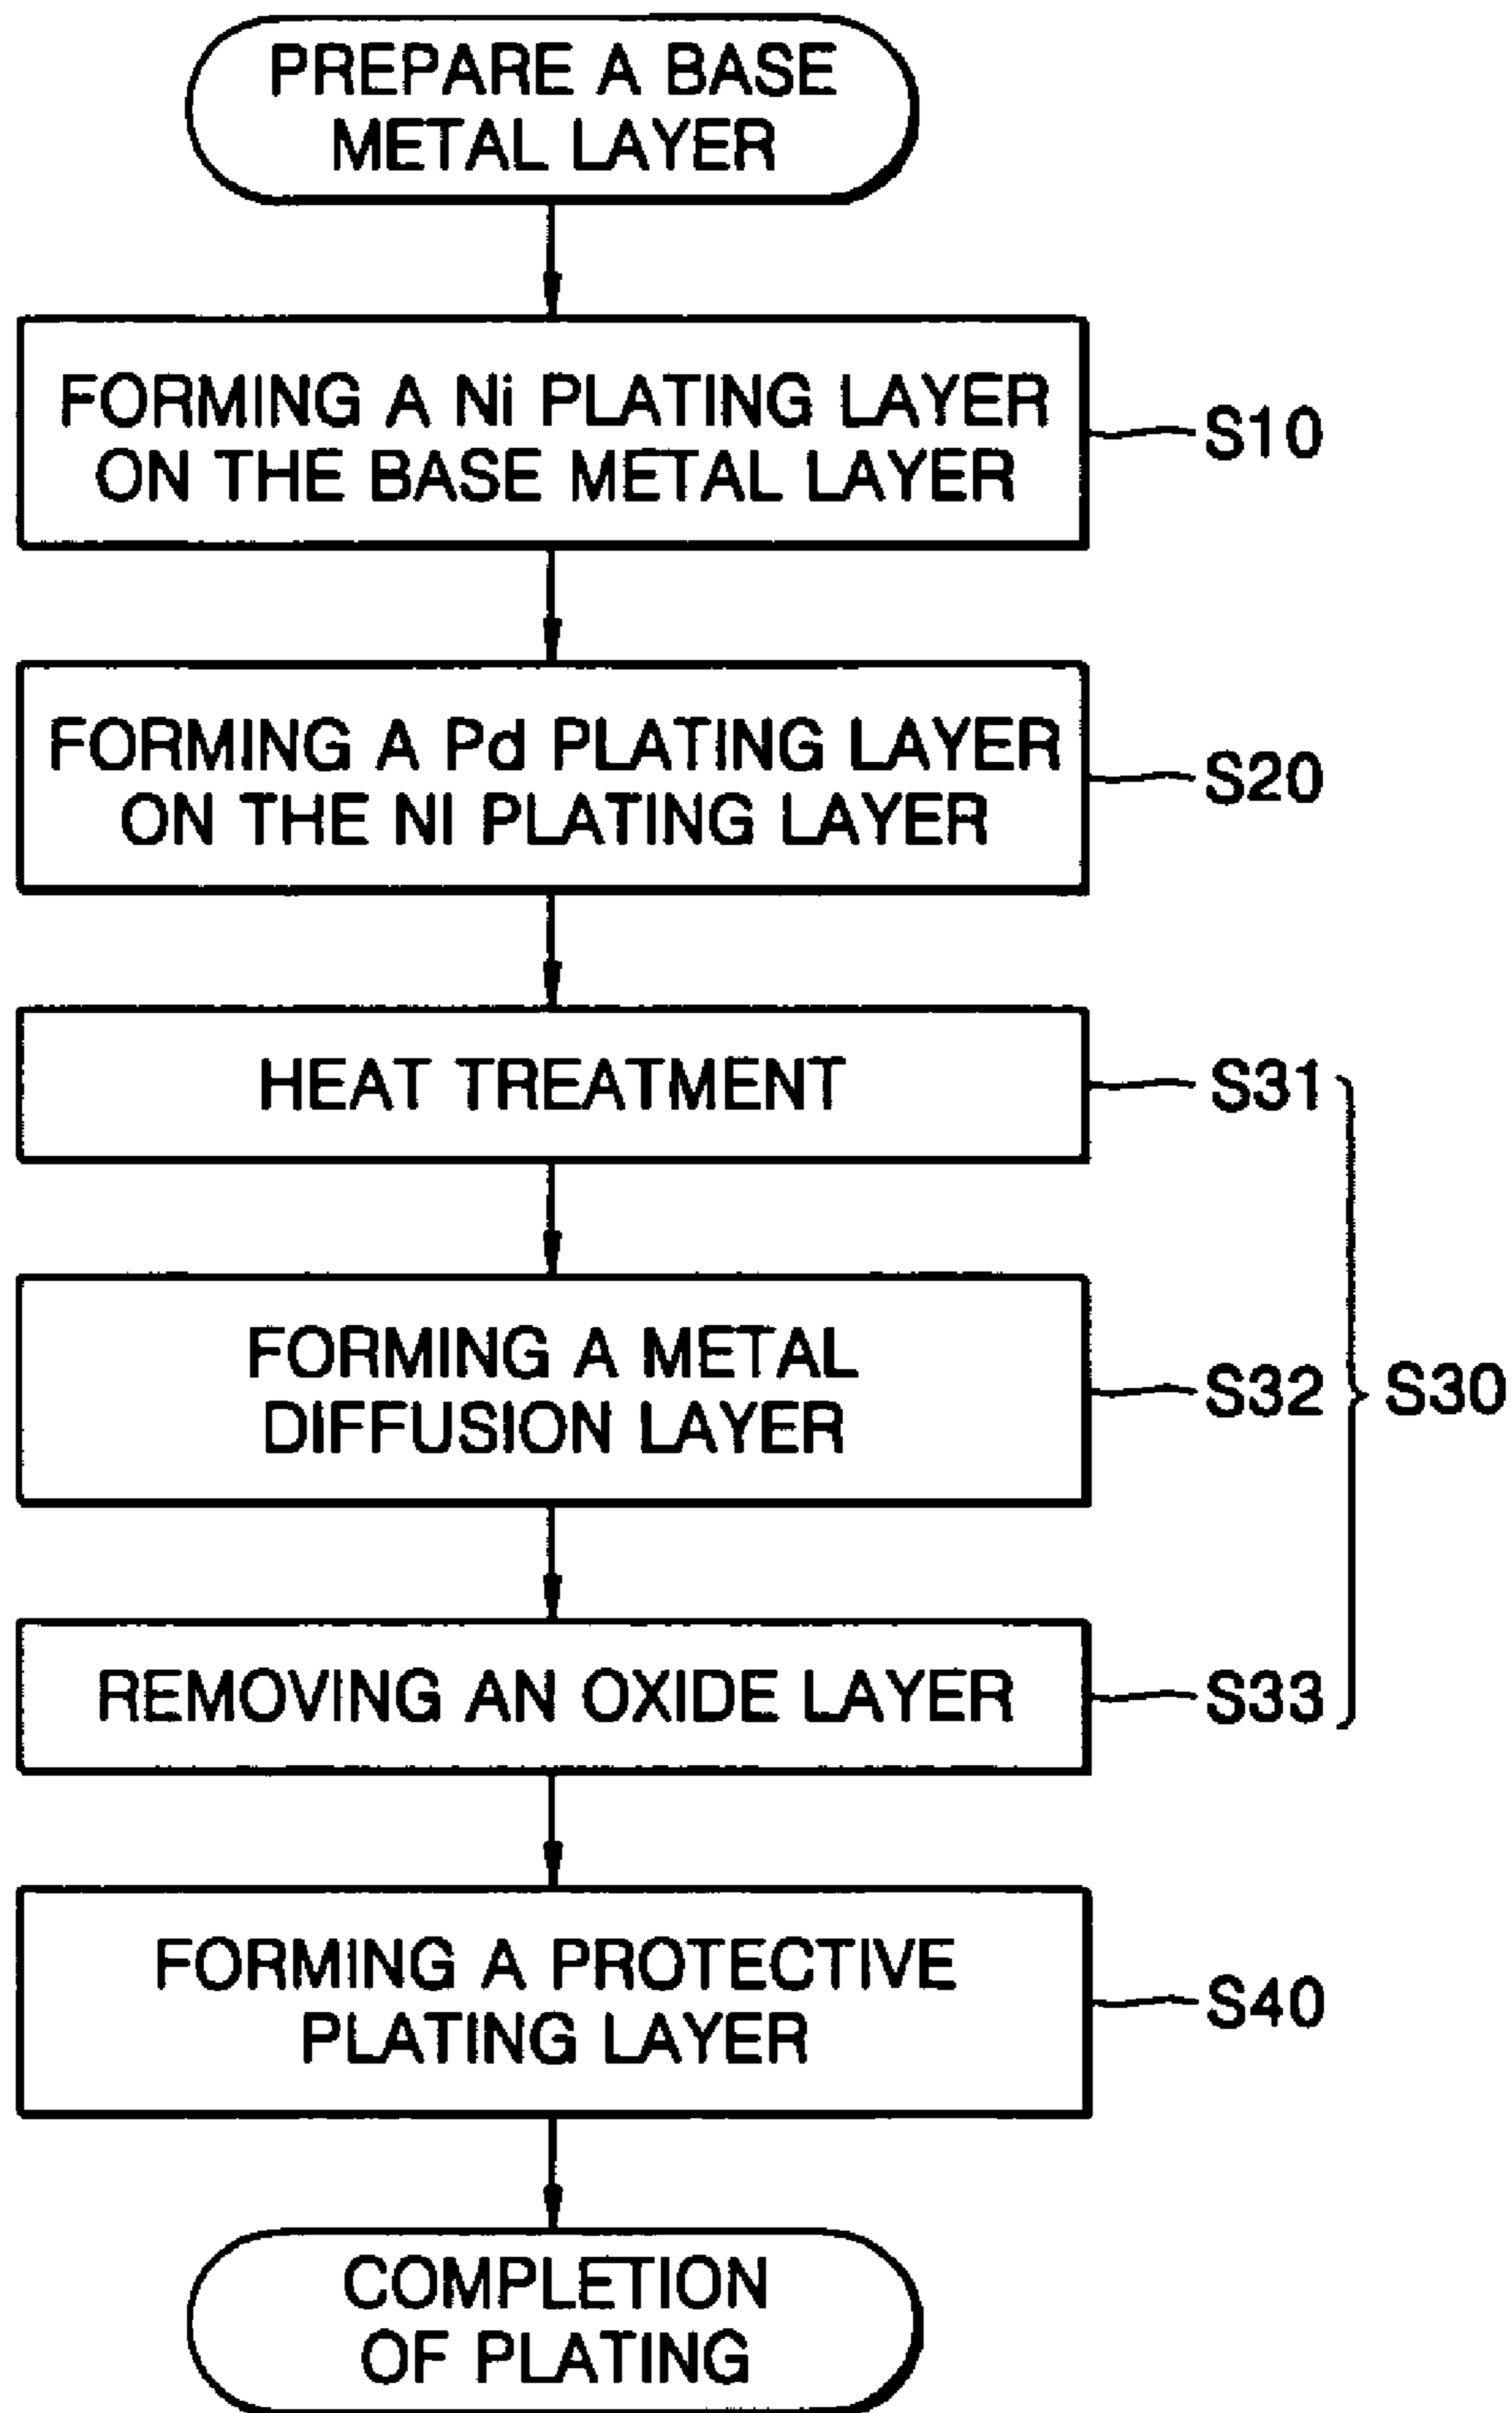 PREPARE A BASE
METAL LAYER
FORMING A Ni PLATING LAYER
ON THE BASE METAL LAYER
S10
FORMING A Pd PLATING LAYER
ON THE NI PLATING LAYER
S20
HEAT TREATMENT
S31
FORMING A METAL
DIFFUSION LAYER
S32
S30
REMOVING AN OXIDE LAYER
S33
FORMING A PROTECTIVE
PLATING LAYER
S40
COMPLETION
OF PLATING